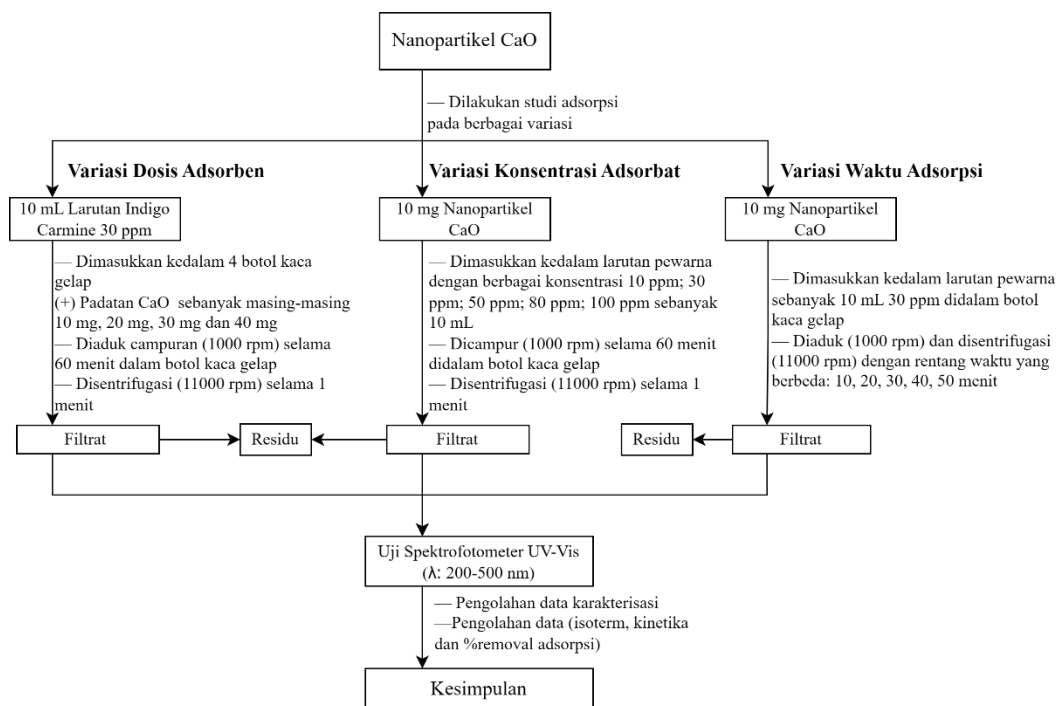 Nanopartikel CaO
— Dilakukan studi adsorpsi
pada berbagai variasi
Variasi Dosis Adsorben
10 mL Larutan Indigo
Carmine 30 ppm
— Dimasukkan kedalam 4 botol kaca
gelap
(+) Padatan CaO sebanyak masing-masing
10 mg, 20 mg, 30 mg dan 40 mg
— Diaduk campuran (1000 rpm) selama
60 menit dalam botol kaca gelap
— Disentrifugasi (11000 rpm) selama 1
menit
Filtrat
Residu
Variasi Konsentrasi Adsorbat
10 mg Nanopartikel
CaO
— Dimasukkan kedalam larutan pewarna
dengan berbagai konsentrasi 10 ppm; 30
ppm; 50 ppm; 80 ppm; 100 ppm sebanyak
10 mL
— Dicampur (1000 rpm) selama 60 menit
didalam botol kaca gelap
— Disentrifugasi (11000 rpm) selama 1
menit
Filtrat
Variasi Waktu Adsorpsi
10 mg Nanopartikel
CaO
— Dimasukkan kedalam larutan pewarna
sebanyak 10 mL 30 ppm didalam botol
kaca gelap
— Diaduk (1000 rpm) dan disentrifugasi
(11000 rpm) dengan rentang waktu yang
berbeda: 10, 20, 30, 40, 50 menit
Residu
Filtrat
Uji Spektrofotometer UV-Vis
(λ: 200-500 nm)
— Pengolahan data karakterisasi
—Pengolahan data (isoterm, kinetika
dan %removal adsorpsi)
Kesimpulan